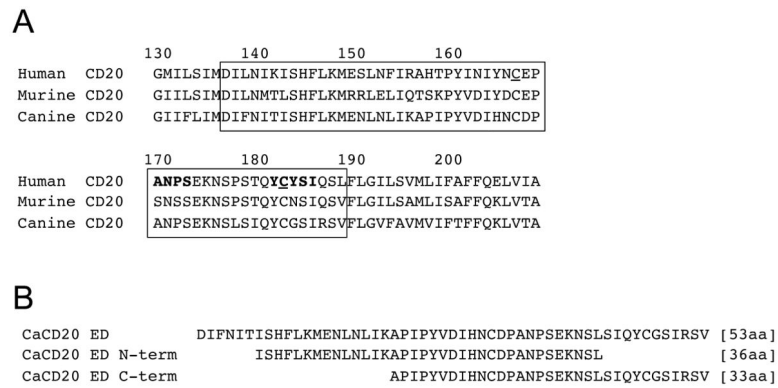 A
130 140 150 160
Human CD20 GMILSIMDILNIKISHFLKMESLNFIRAHTPYINIYNCEP
Murine CD20 GIILSIMDILNMTLSHFLKMRRLELIQTSKPYVDIYDCEP
Canine CD20 GIIFLIMDIFNITISHFLKMENLNLIKAPIPYVDIHNCDP
170 180 190 200
Human CD20 ANPSEKNSPSTQYCYSIQSLFLGILSVMLIFAFFQELVIA
Murine CD20 SNSSEKNSPSTQYCNSIQSVFLGILSAMLISAFFQKLVTA
Canine CD20 ANPSEKNSLSIQYCGSIRSVFLGVFAVMVIFTFFQKLVTA
B
CaCD20 ED DIFNITISHFLKMENLNLIKAPIPYVDIHNCDPANPSEKNSLSIQYCGSIRSV [53aa]
CaCD20 ED N-term ISHFLKMENLNLIKAPIPYVDIHNCDPANPSEKNSL [36aa]
CaCD20 ED C-term APIPYVDIHNCDPANPSEKNSLSIQYCGSIRSV [33aa]